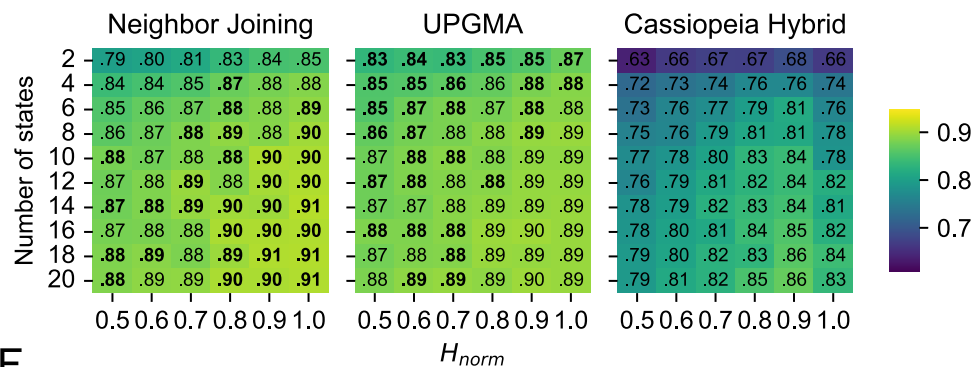 Neighbor Joining UPGMA Cassiopeia Hybrid
Number of states
2 .79 .80 .81 .83 .84 .85 .83 .84 .83 .85 .85 .87 .63 .66 .67 .67 .68 .66
4 .84 .84 .85 .87 .88 .88 .85 .85 .86 .86 .88 .88 .72 .73 .74 .76 .76 .74
6 .85 .86 .87 .88 .88 .89 .85 .87 .88 .87 .88 .88 .73 .76 .77 .79 .81 .76
8 .86 .87 .88 .89 .88 .90 .86 .87 .88 .88 .89 .89 .75 .76 .79 .81 .81 .78
10 .88 .87 .88 .88 .90 .90 .87 .88 .88 .88 .89 .89 .77 .78 .80 .83 .84 .78
12 .87 .88 .89 .88 .90 .90 .87 .88 .88 .88 .89 .89 .76 .79 .81 .82 .84 .82
14 .87 .88 .89 .90 .90 .91 .87 .87 .88 .89 .89 .89 .78 .79 .82 .83 .84 .81
16 .87 .88 .88 .90 .90 .90 .88 .88 .88 .89 .90 .89 .78 .80 .81 .84 .85 .82
18 .88 .89 .88 .89 .91 .91 .87 .88 .88 .89 .89 .89 .79 .80 .82 .83 .86 .84
20 .88 .89 .89 .90 .90 .91 .88 .89 .89 .89 .90 .89 .79 .81 .82 .85 .86 .83
0.5 0.6 0.7 0.8 0.9 1.0 0.5 0.6 0.7 0.8 0.9 1.0 0.5 0.6 0.7 0.8 0.9 1.0
H_norm
0.9
0.8
0.7